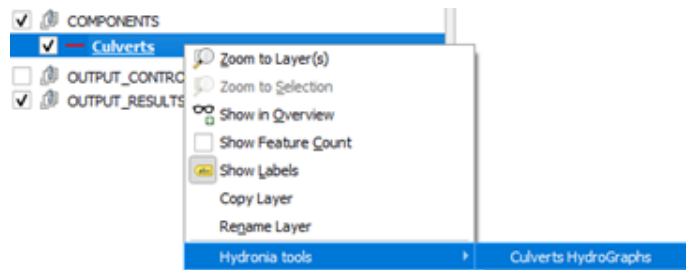 COMPONENTS
Culverts
OUTPUT_CONTRO
OUTPUT_RESULTS
Zoom to Layer(s)
Zoom to Selection
Show in Overview
Show Feature Count
abc Show Labels
Copy Layer
Rename Layer
Hydronia tools
Culverts HydroGraphs